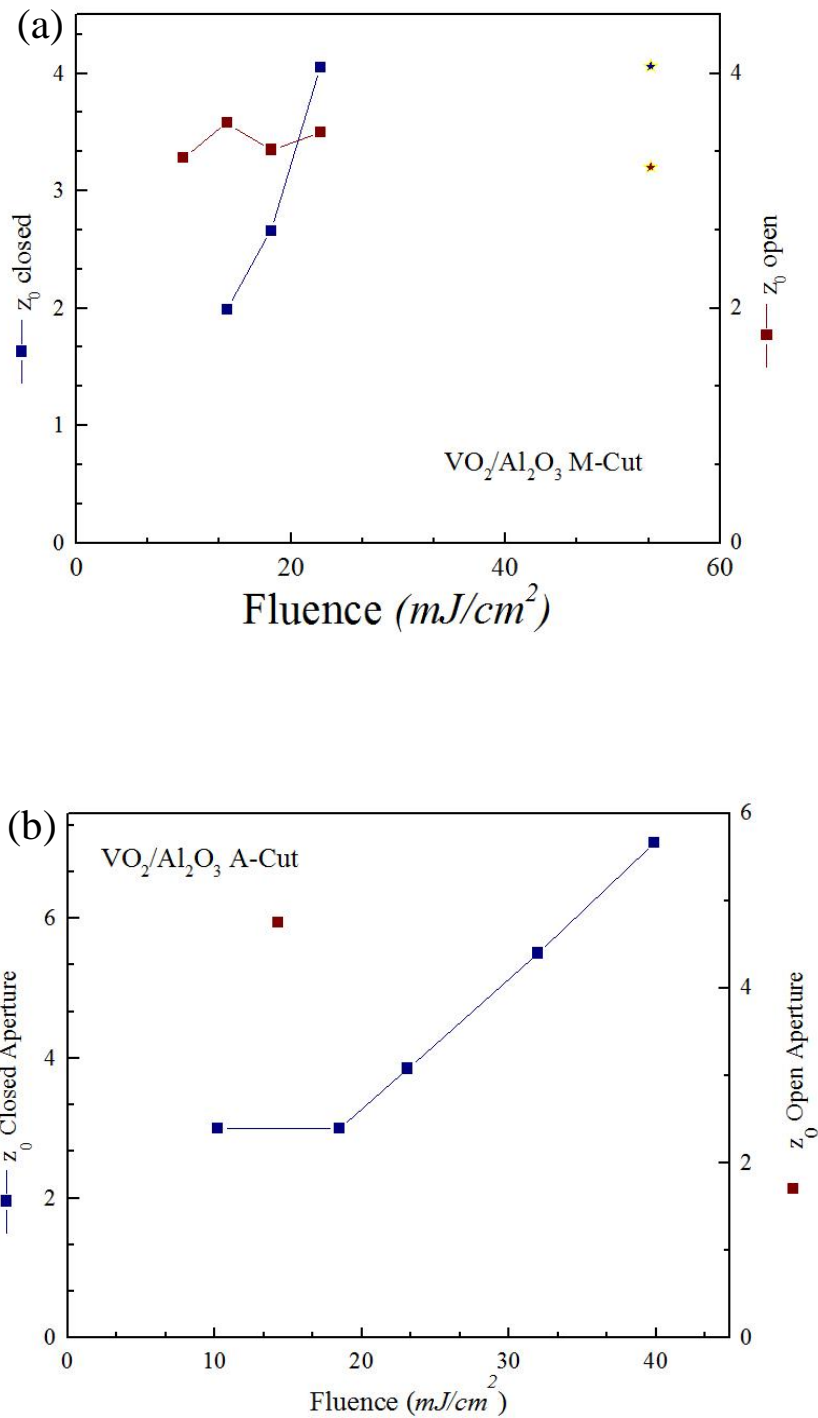 (a)
4
3
2
1
0
z0 closed
4
2
0
z0 open
VO2/Al2O3 M-Cut
0 20 40 60
Fluence (mJ/cm2)
(b)
VO2/Al2O3 A-Cut
6
4
2
0
z0 Closed Aperture
6
4
2
0
z0 Open Aperture
0 10 20 30 40
Fluence (mJ/cm2)